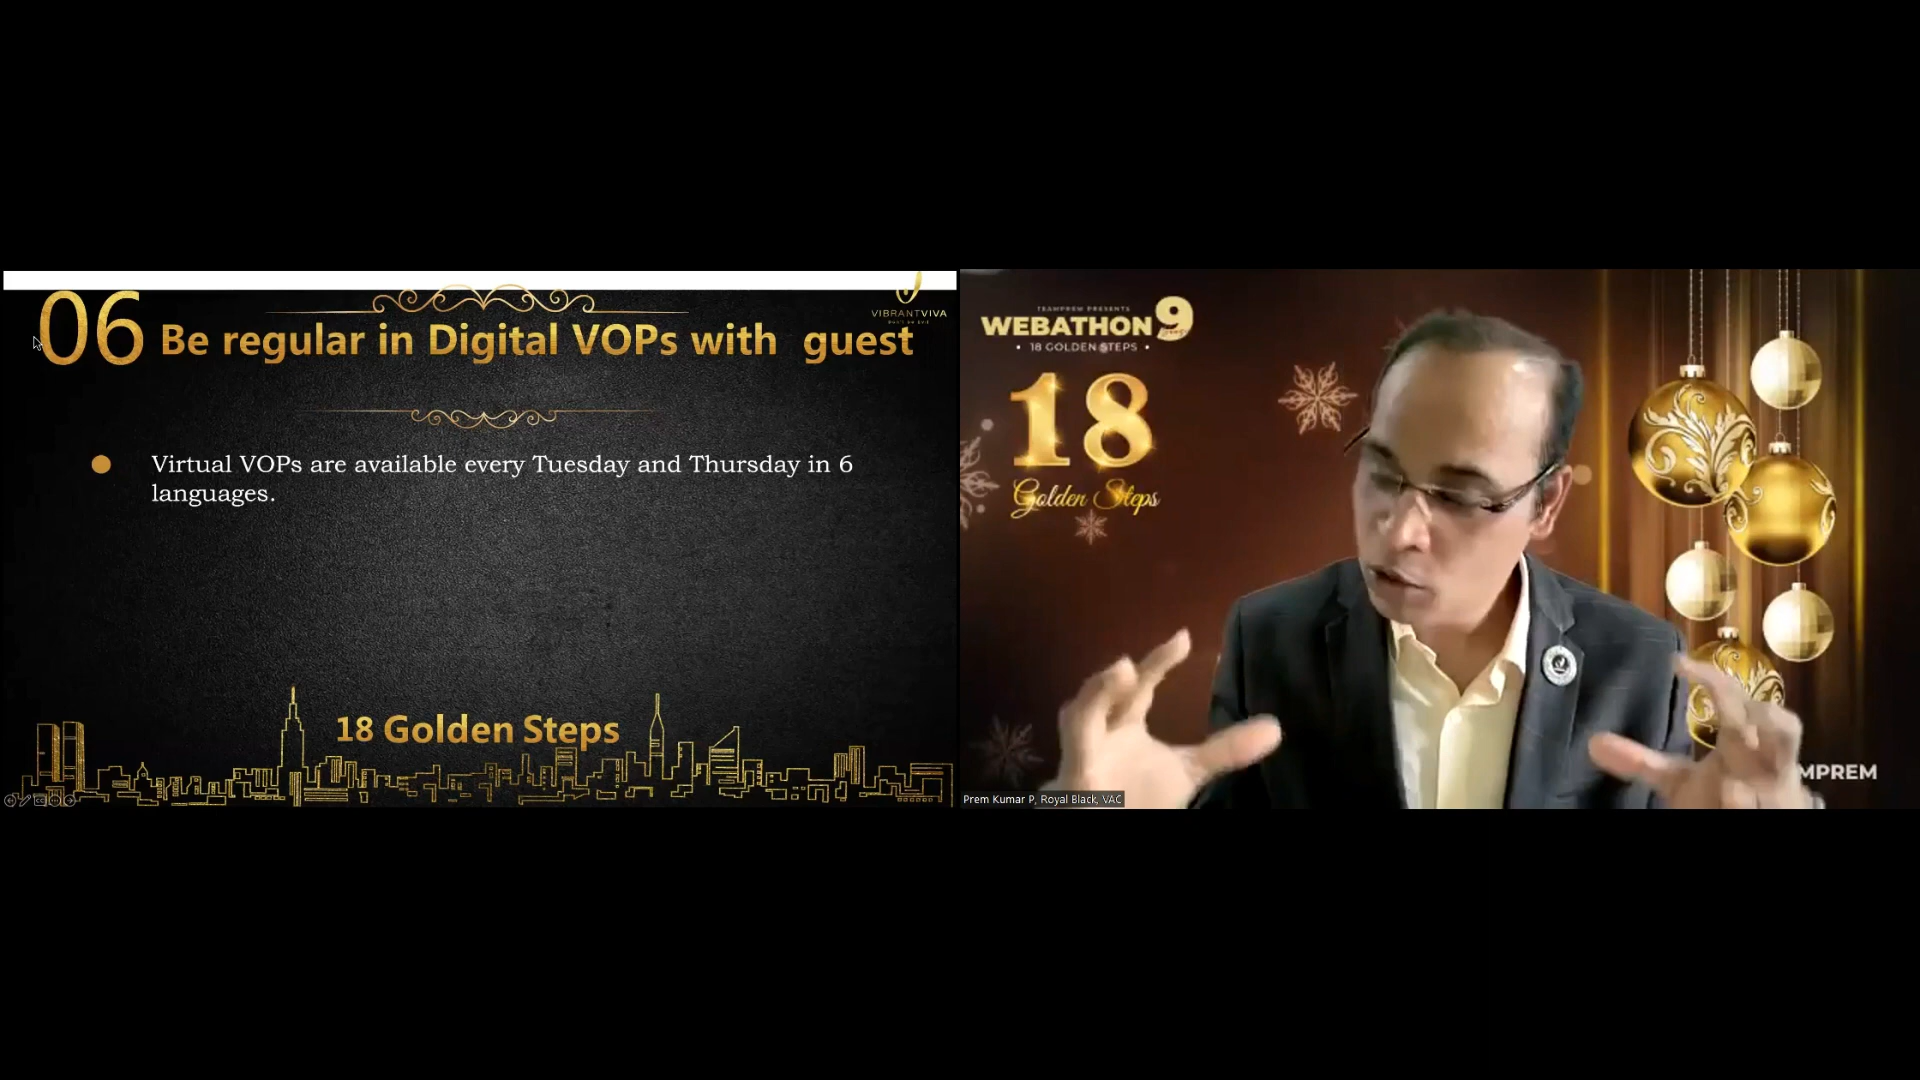 06 Be regular in Digital VOPs with guest
VIBRANTVIVA
Virtual VOPs are available every Tuesday and Thursday in 6
languages.
18 Golden Steps
TEAMPREM PRESENTS
WEBATHON 9
• 18 GOLDEN STEPS •
18
Golden Steps
MPREM
Prem Kumar P, Royal Black, VAC